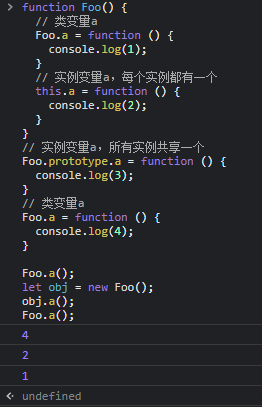 function Foo() {
// 类变量a
Foo.a = function () {
console.log(1);
}
// 实例变量a，每个实例都有一个
this.a = function () {
console.log(2);
}
}
// 实例变量a，所有实例共享一个
Foo.prototype.a = function () {
console.log(3);
}
// 类变量a
Foo.a = function () {
console.log(4);
}
Foo.a();
let obj = new Foo();
obj.a();
Foo.a();
4
2
1
undefined